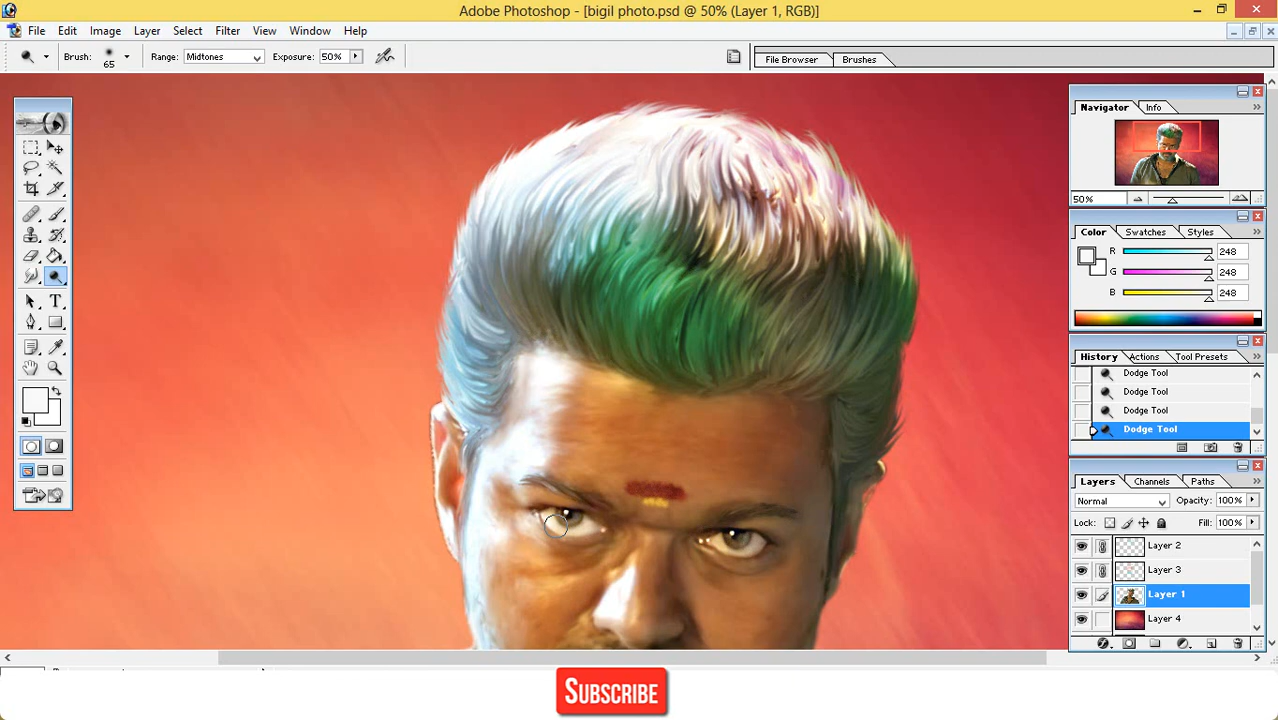 Adobe Photoshop - [bigil photo.psd @ 50% (Layer 1, RGB)]
File Edit Image Layer Select Filter View Window Help
Brush: 65 Range: Midtones Exposure: 50% File Browser Brushes
Navigator Info
50%
Color Swatches Styles
R 248
G 248
B 248
History Actions Tool Presets
Dodge Tool
Dodge Tool
Dodge Tool
Dodge Tool
Layers Channels Paths
Normal Opacity: 100%
Lock: Fill: 100%
Layer 2
Layer 3
Layer 1
Layer 4
SUBSCRIBE